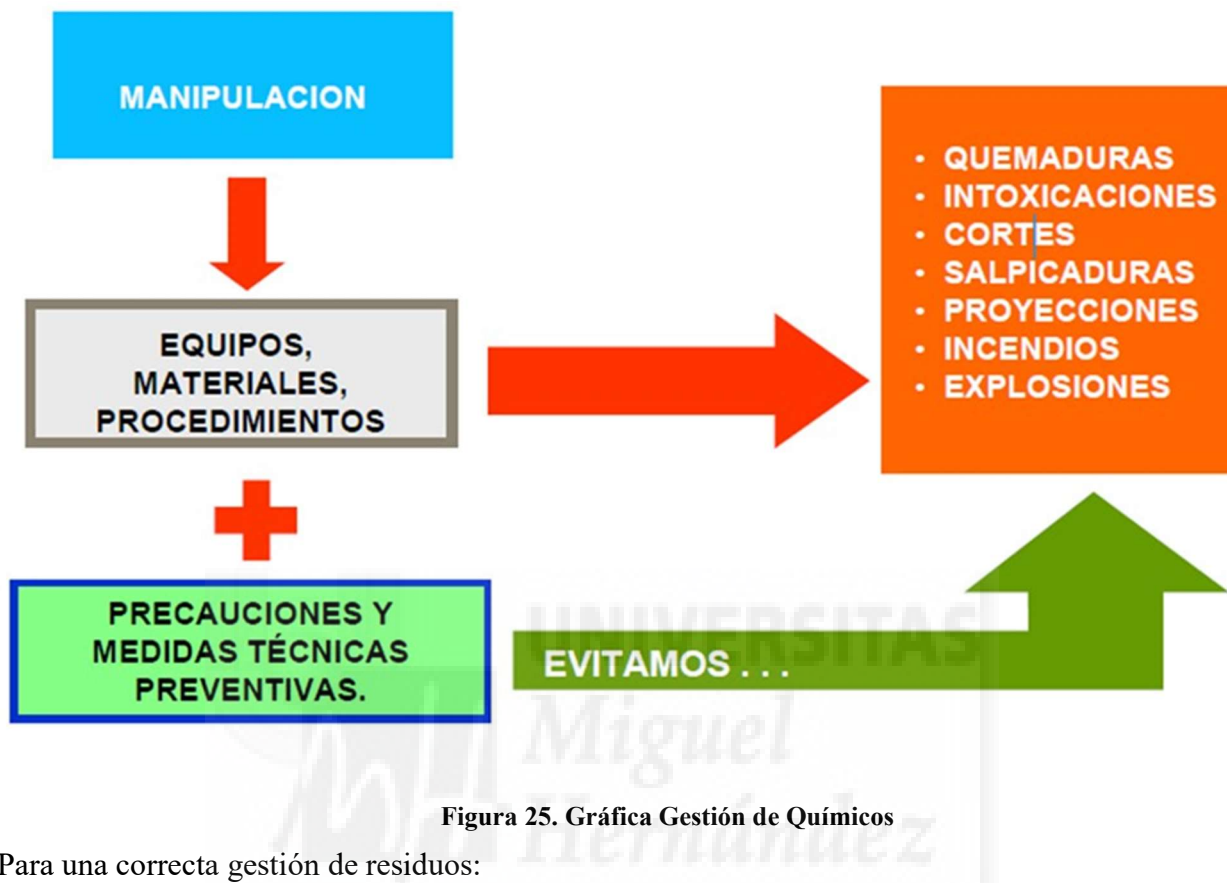 MANIPULACION
EQUIPOS,
MATERIALES,
PROCEDIMIENTOS
PRECAUCIONES Y
MEDIDAS TÉCNICAS
PREVENTIVAS.
• QUEMADURAS
• INTOXICACIONES
• CORTES
• SALPICADURAS
• PROYECCIONES
• INCENDIOS
• EXPLOSIONES
EVITAMOS . . .
UNIVERSITAS
Miguel
Hernández
Figura 25. Gráfica Gestión de Químicos
Para una correcta gestión de residuos: